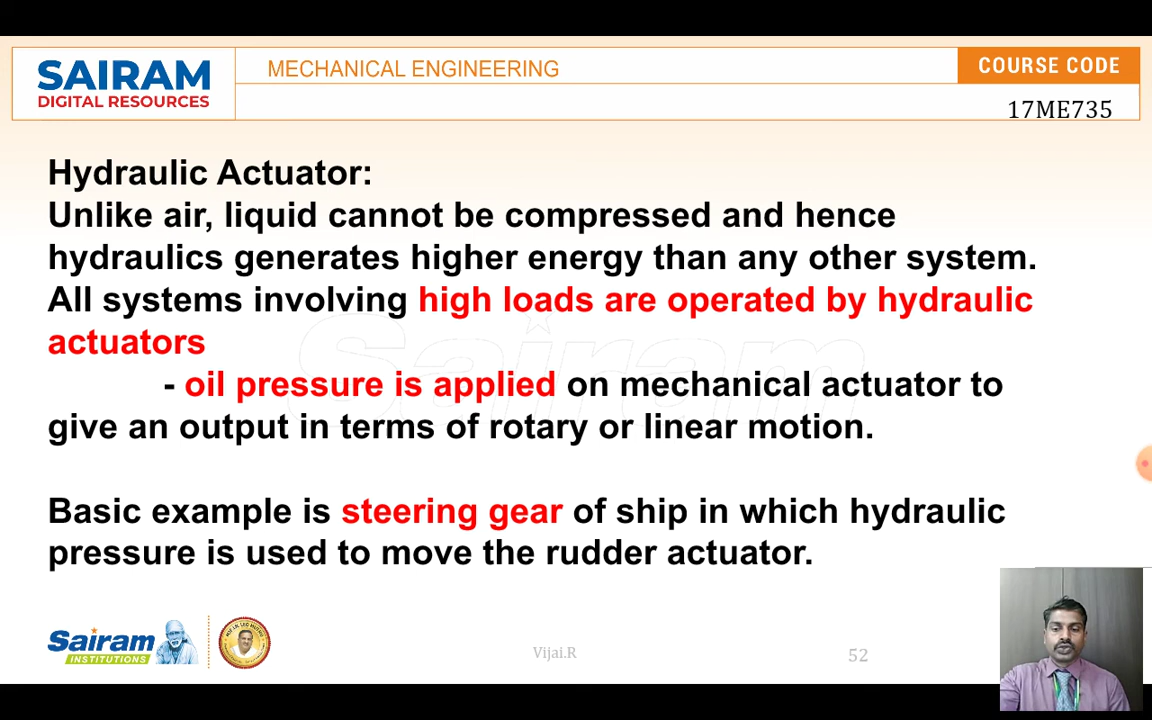 SAIRAM
DIGITAL RESOURCES
MECHANICAL ENGINEERING
COURSE CODE
17ME735
Hydraulic Actuator:
Unlike air, liquid cannot be compressed and hence
hydraulics generates higher energy than any other system.
All systems involving high loads are operated by hydraulic
actuators
- oil pressure is applied on mechanical actuator to
give an output in terms of rotary or linear motion.
Basic example is steering gear of ship in which hydraulic
pressure is used to move the rudder actuator.
Sairam
Sairam
INSTITUTIONS
Vijai.R
52